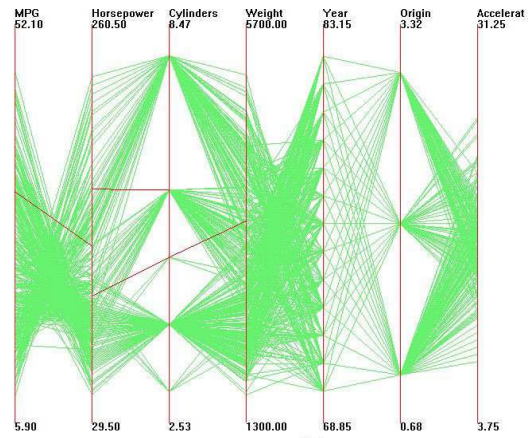 MPG Horsepower Cylinders Weight Year Origin Accelerat
52.10 260.50 8.47 5700.00 83.15 3.32 31.25
5.90 29.50 2.53 1300.00 68.85 0.68 3.75